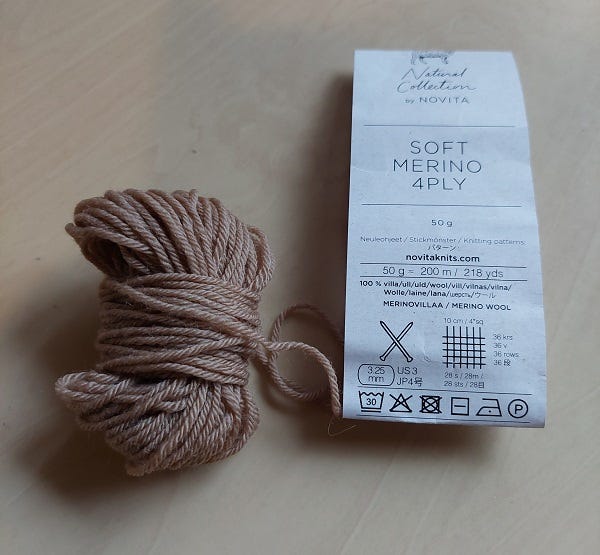 Natural
Collection
by NOVITA
SOFT
MERINO
4PLY
50 g
Neuleohjeet / Stickmönster / Knitting patterns
パターン:
novitaknits.com
50 g = 200 m / 218 yds
100 % villa/ull/uld/wool/vill/vilnas/vilna/
Wolle/laine/lana/шерсть/ウール
MERINOVILLAA / MERINO WOOL
10 cm / 4"sq
36 krs
36 v
36 rows
36 段
3.25
mm
US 3
JP4号
28 s / 28m /
28 sts / 28目
30
P